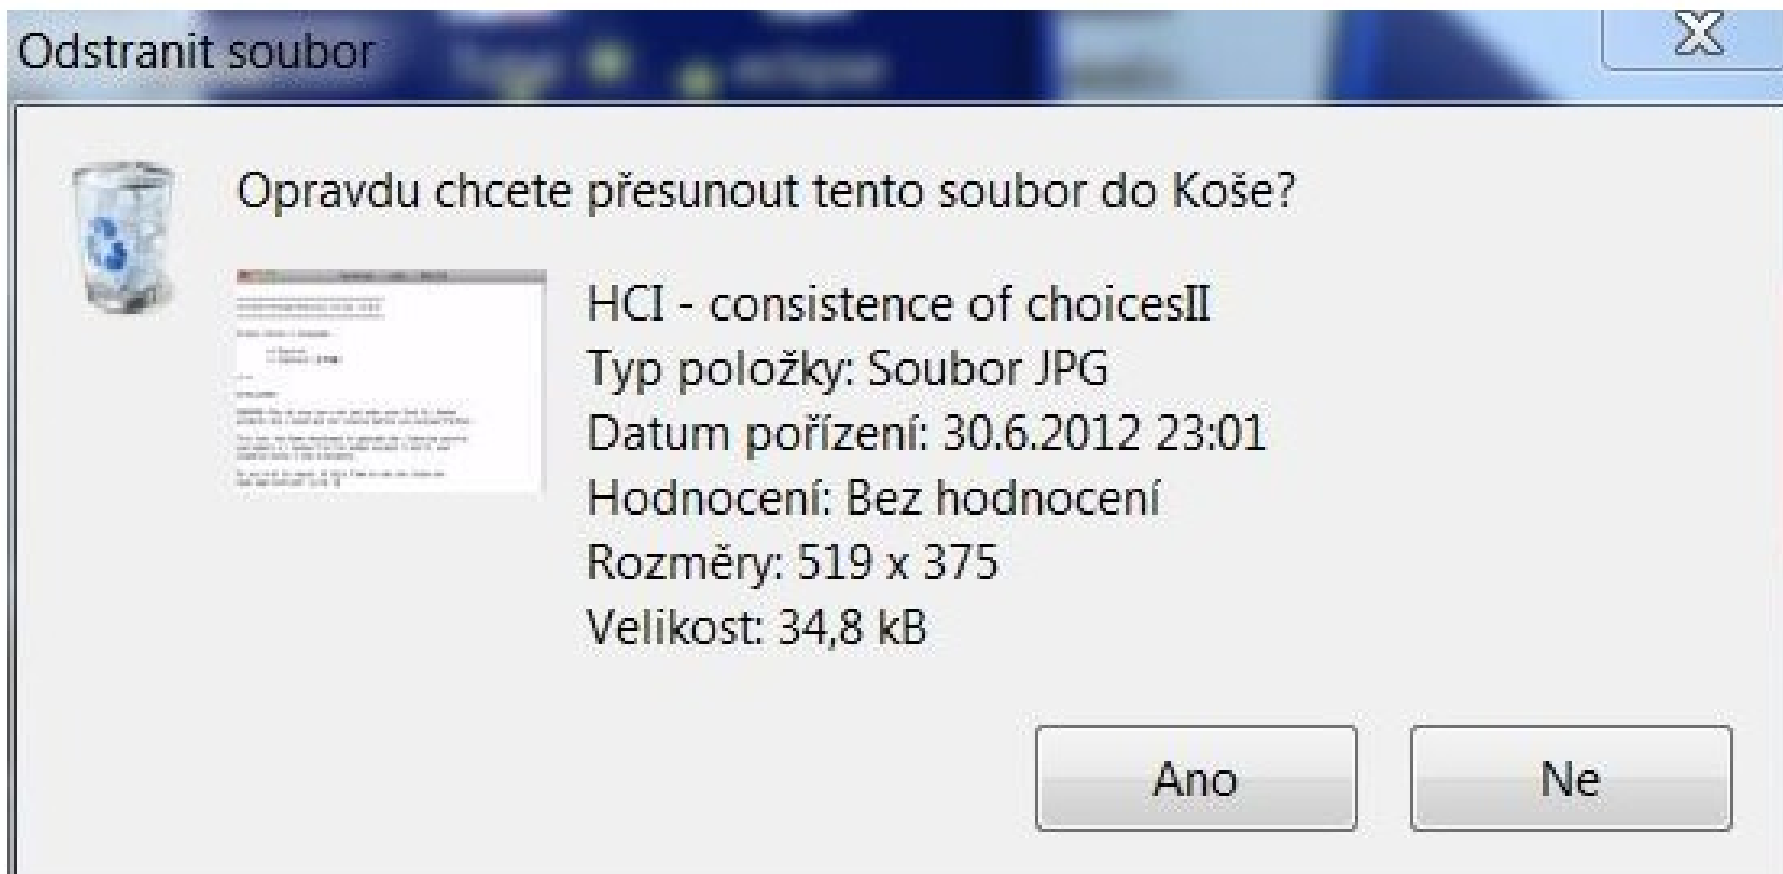 Odstranit soubor
Opravdu chcete přesunout tento soubor do Koše?
HCI - consistence of choicesII
Typ položky: Soubor JPG
Datum pořízení: 30.6.2012 23:01
Hodnocení: Bez hodnocení
Rozměry: 519 x 375
Velikost: 34,8 kB
Ano
Ne